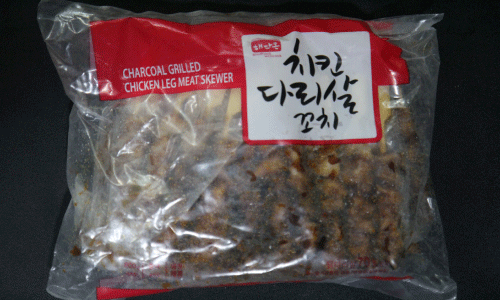 CHARCOAL GRILLED
CHICKEN LEG MEAT SKEWER
치킨
다리살
꼬치